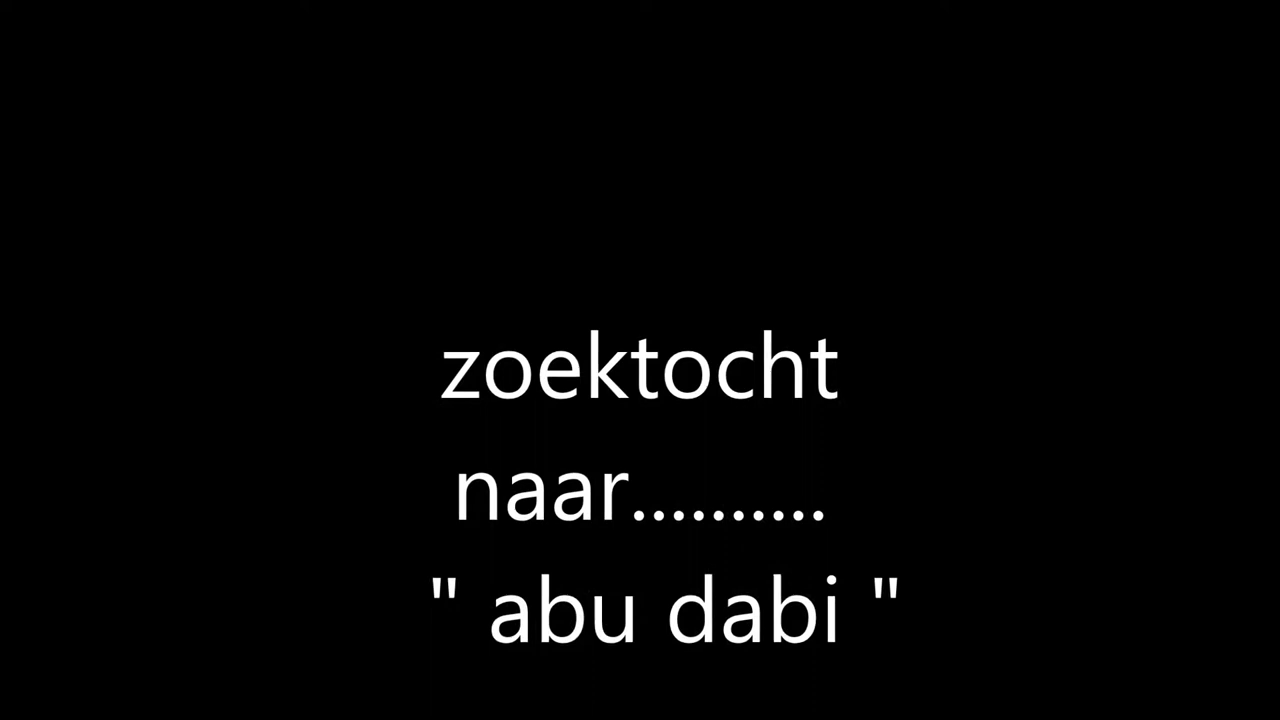 zoektocht
naar..........
" abu dabi "